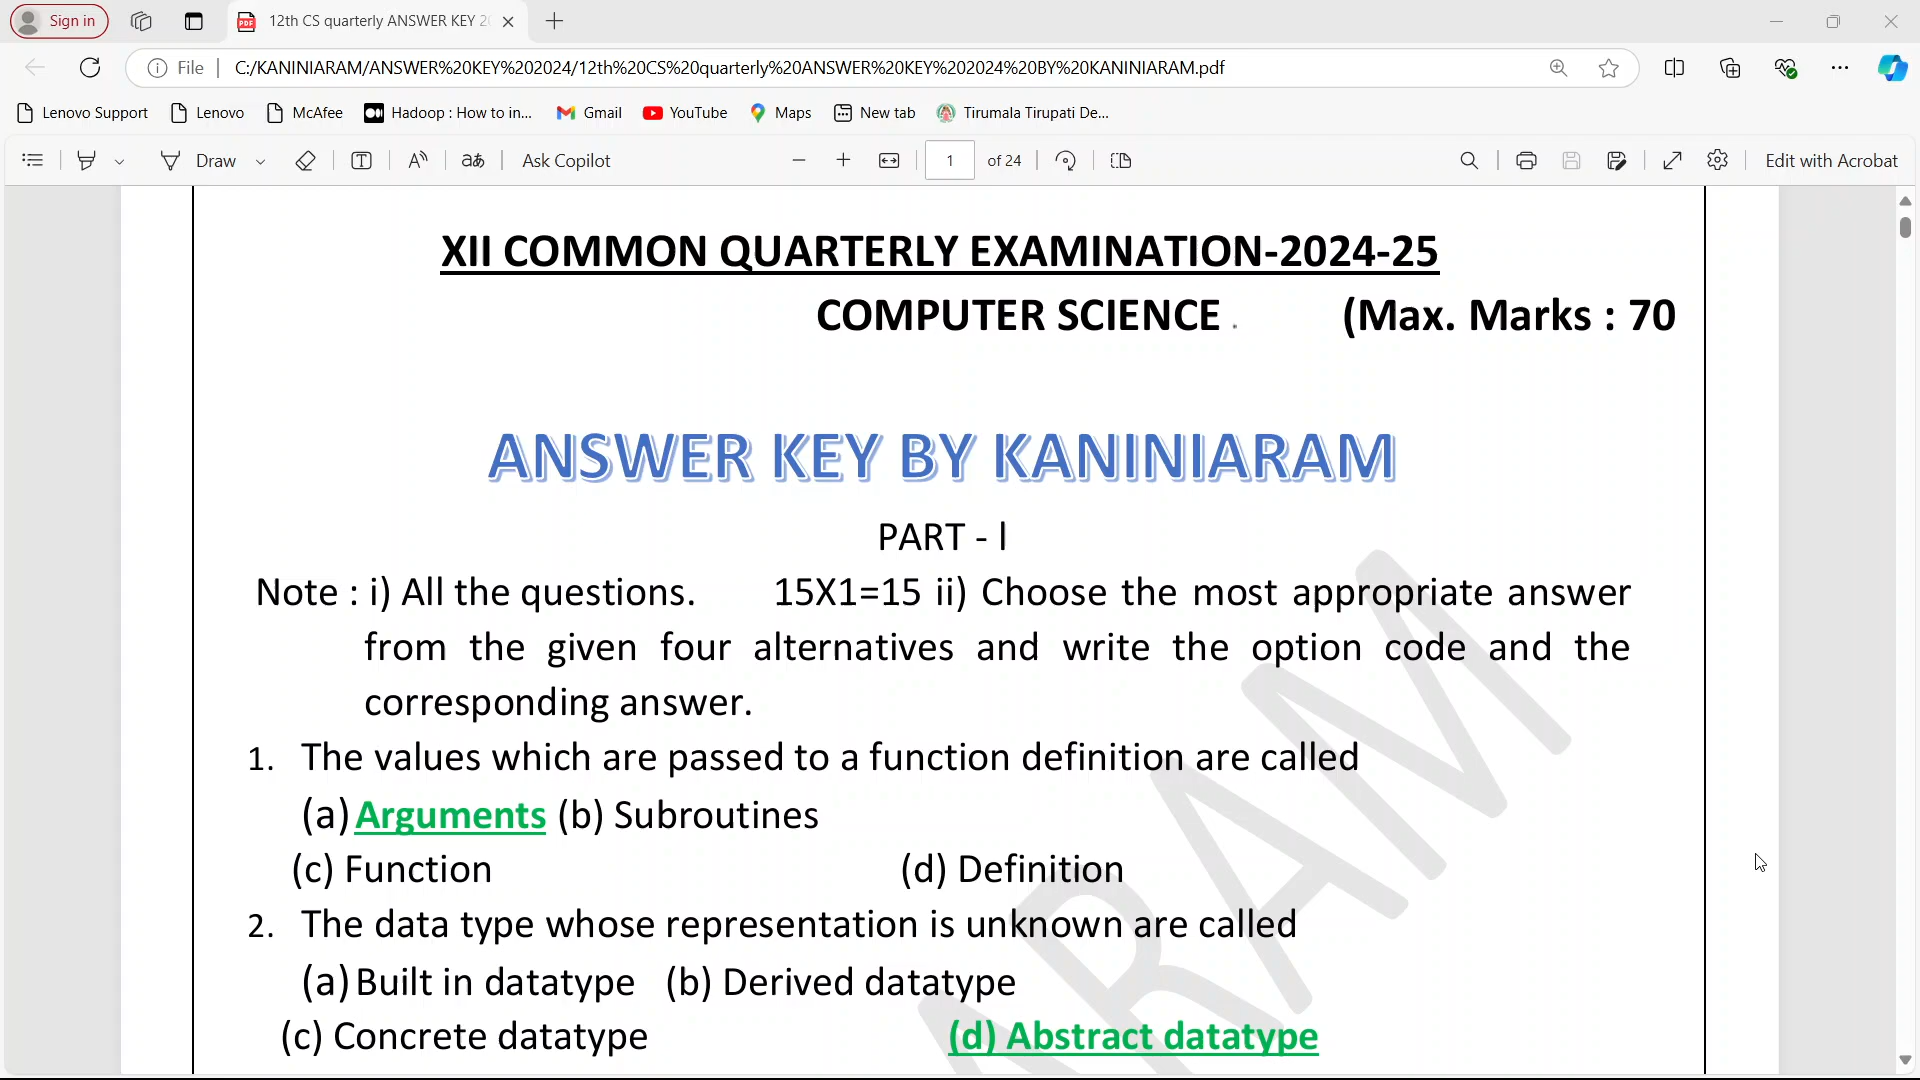 Sign in
12th CS quarterly ANSWER KEY 20
File
C:/KANINIARAM/ANSWER%20KEY%202024/12th%20CS%20quarterly%20ANSWER%20KEY%202024%20BY%20KANINIARAM.pdf
Lenovo Support Lenovo McAfee Hadoop : How to in... Gmail YouTube Maps New tab Tirumala Tirupati De...
Draw A aあ Ask Copilot 1 of 24 Edit with Acrobat
XII COMMON QUARTERLY EXAMINATION-2024-25
COMPUTER SCIENCE . (Max. Marks : 70
ANSWER KEY BY KANINIARAM
PART - I
Note : i) All the questions. 15X1=15 ii) Choose the most appropriate answer
from the given four alternatives and write the option code and the
corresponding answer.
1. The values which are passed to a function definition are called
(a) Arguments (b) Subroutines
(c) Function (d) Definition
2. The data type whose representation is unknown are called
(a) Built in datatype (b) Derived datatype
(c) Concrete datatype (d) Abstract datatype
ARAM